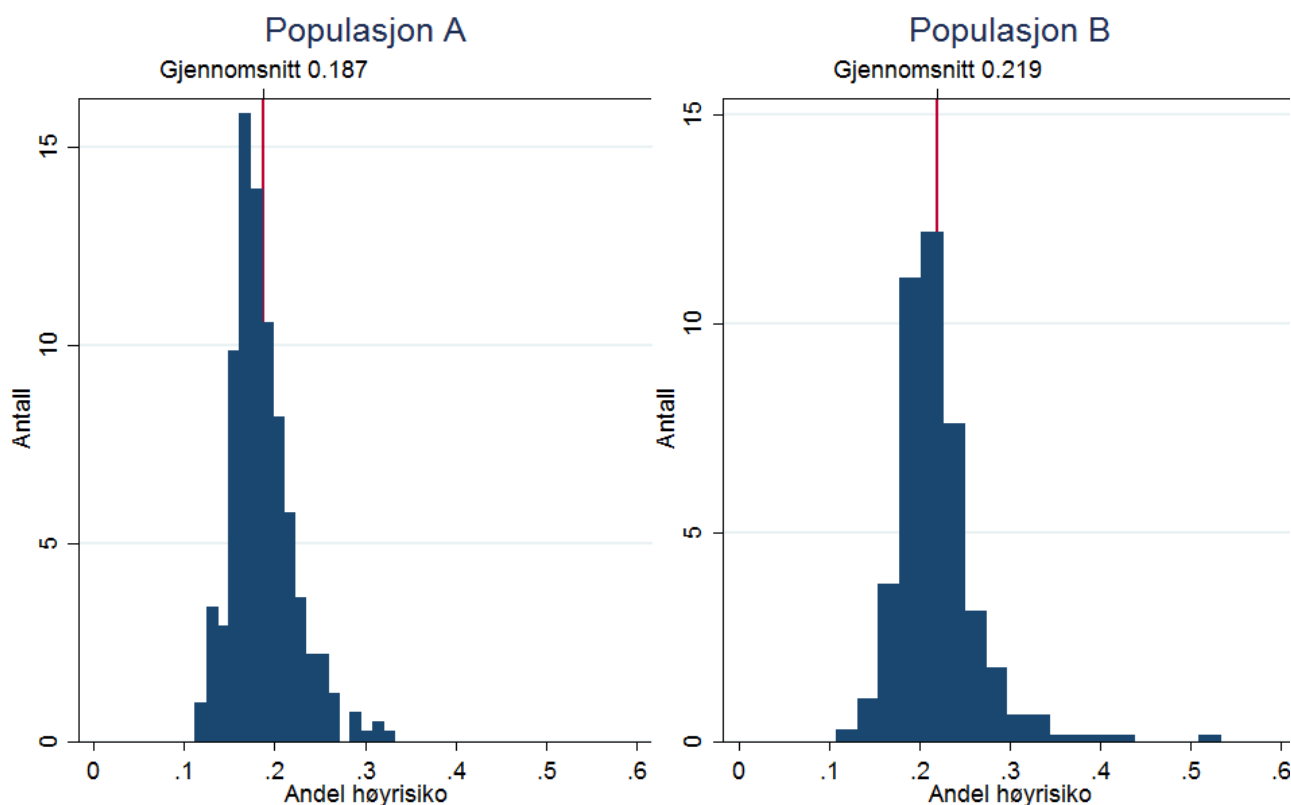 Populasjon A
Gjennomsnitt 0.187
15
10
5
0
Antall
0 .1 .2 .3 .4 .5 .6
Andel høyrisiko
Populasjon B
Gjennomsnitt 0.219
15
10
5
0
Antall
0 .1 .2 .3 .4 .5 .6
Andel høyrisiko